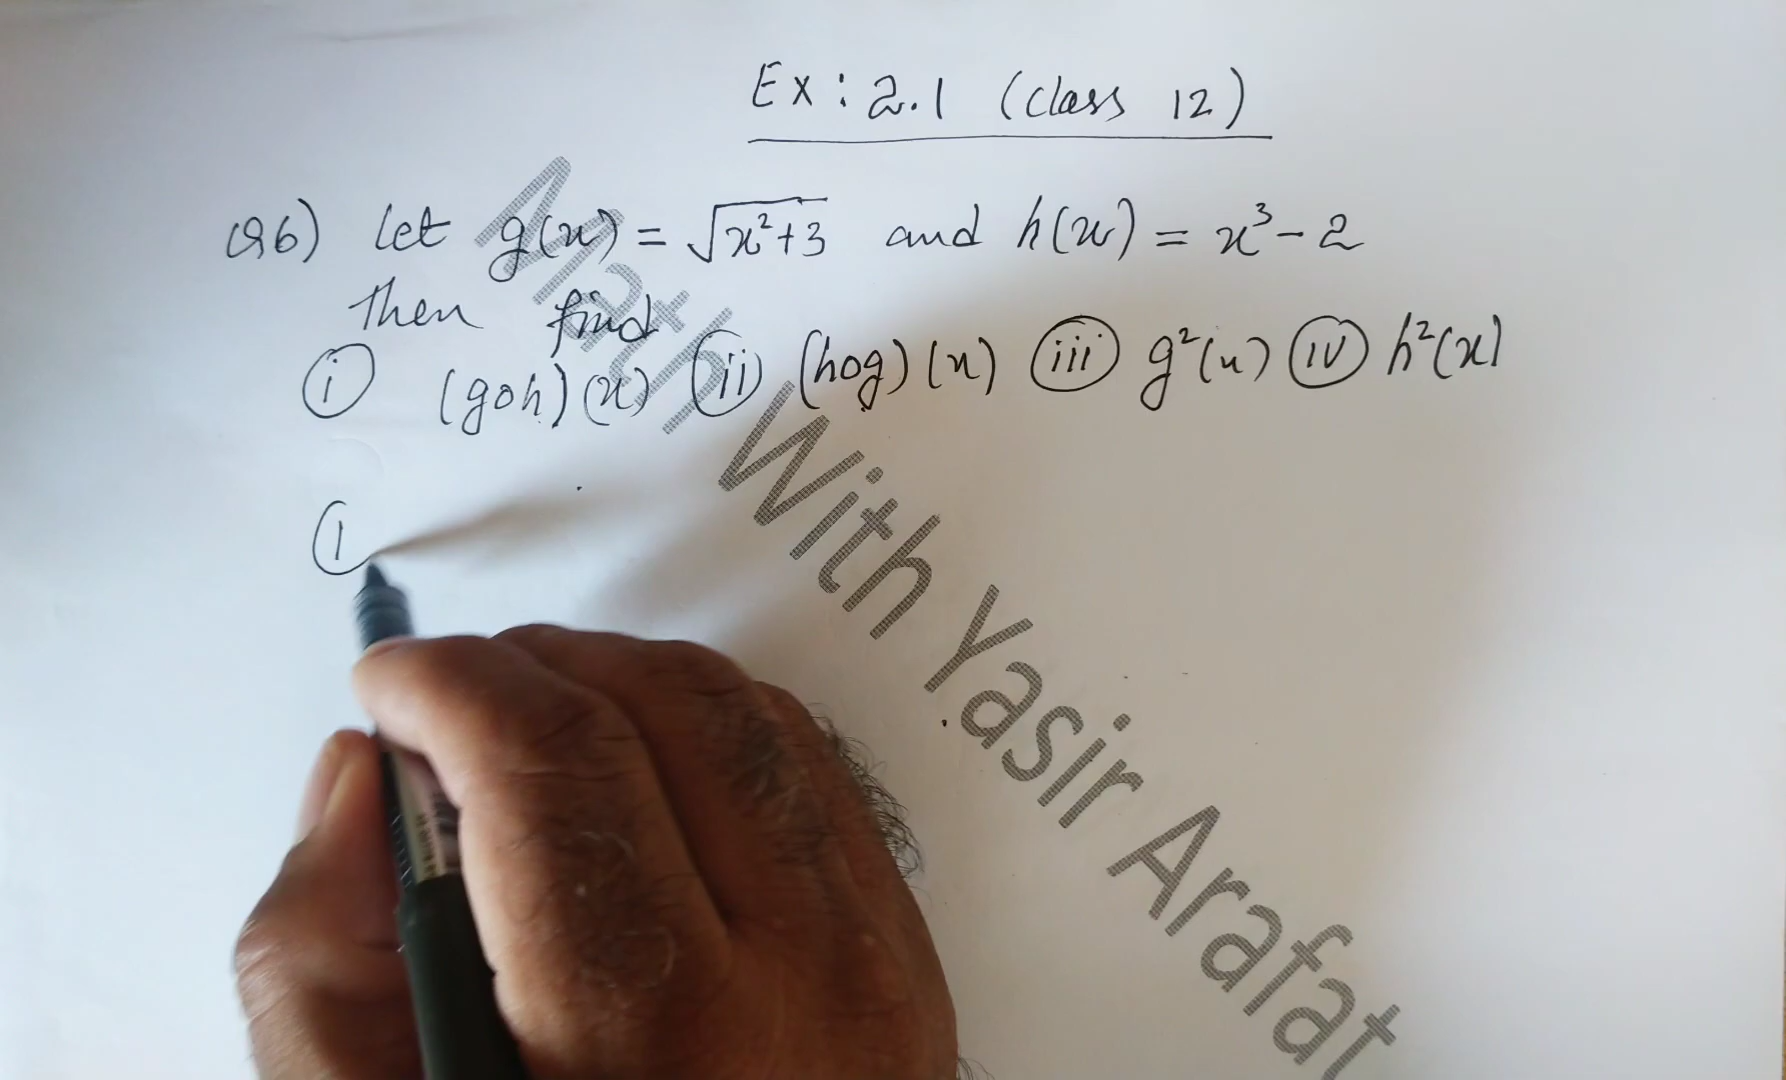 Ex: 2.1 (class 12)
Q6) Let g(x) = √x²+3 and h(x) = x³-2
Then find
(i) (goh)(x) (ii) (hog)(x) (iii) g²(x) (iv) h²(x)
(1
With Yasir Arafat